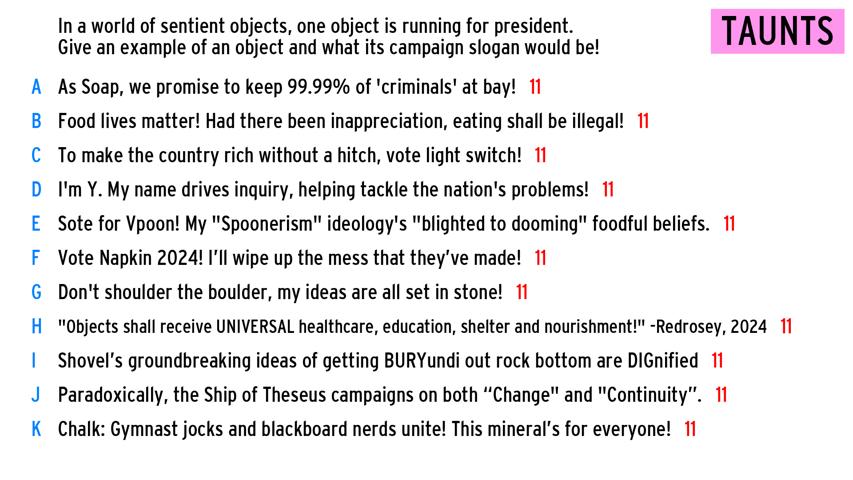 In a world of sentient objects, one object is running for president.
Give an example of an object and what its campaign slogan would be!
TAUNTS
A As Soap, we promise to keep 99.99% of 'criminals' at bay! 11
B Food lives matter! Had there been inappreciation, eating shall be illegal! 11
C To make the country rich without a hitch, vote light switch! 11
D I'm Y. My name drives inquiry, helping tackle the nation's problems! 11
E Sote for Vpoon! My "Spoonerism" ideology's "blighted to dooming" foodful beliefs. 11
F Vote Napkin 2024! I’ll wipe up the mess that they’ve made! 11
G Don't shoulder the boulder, my ideas are all set in stone! 11
H "Objects shall receive UNIVERSAL healthcare, education, shelter and nourishment!" -Redrosey, 2024 11
I Shovel’s groundbreaking ideas of getting BURYundi out rock bottom are DIGnified 11
J Paradoxically, the Ship of Theseus campaigns on both “Change" and "Continuity”. 11
K Chalk: Gymnast jocks and blackboard nerds unite! This mineral’s for everyone! 11